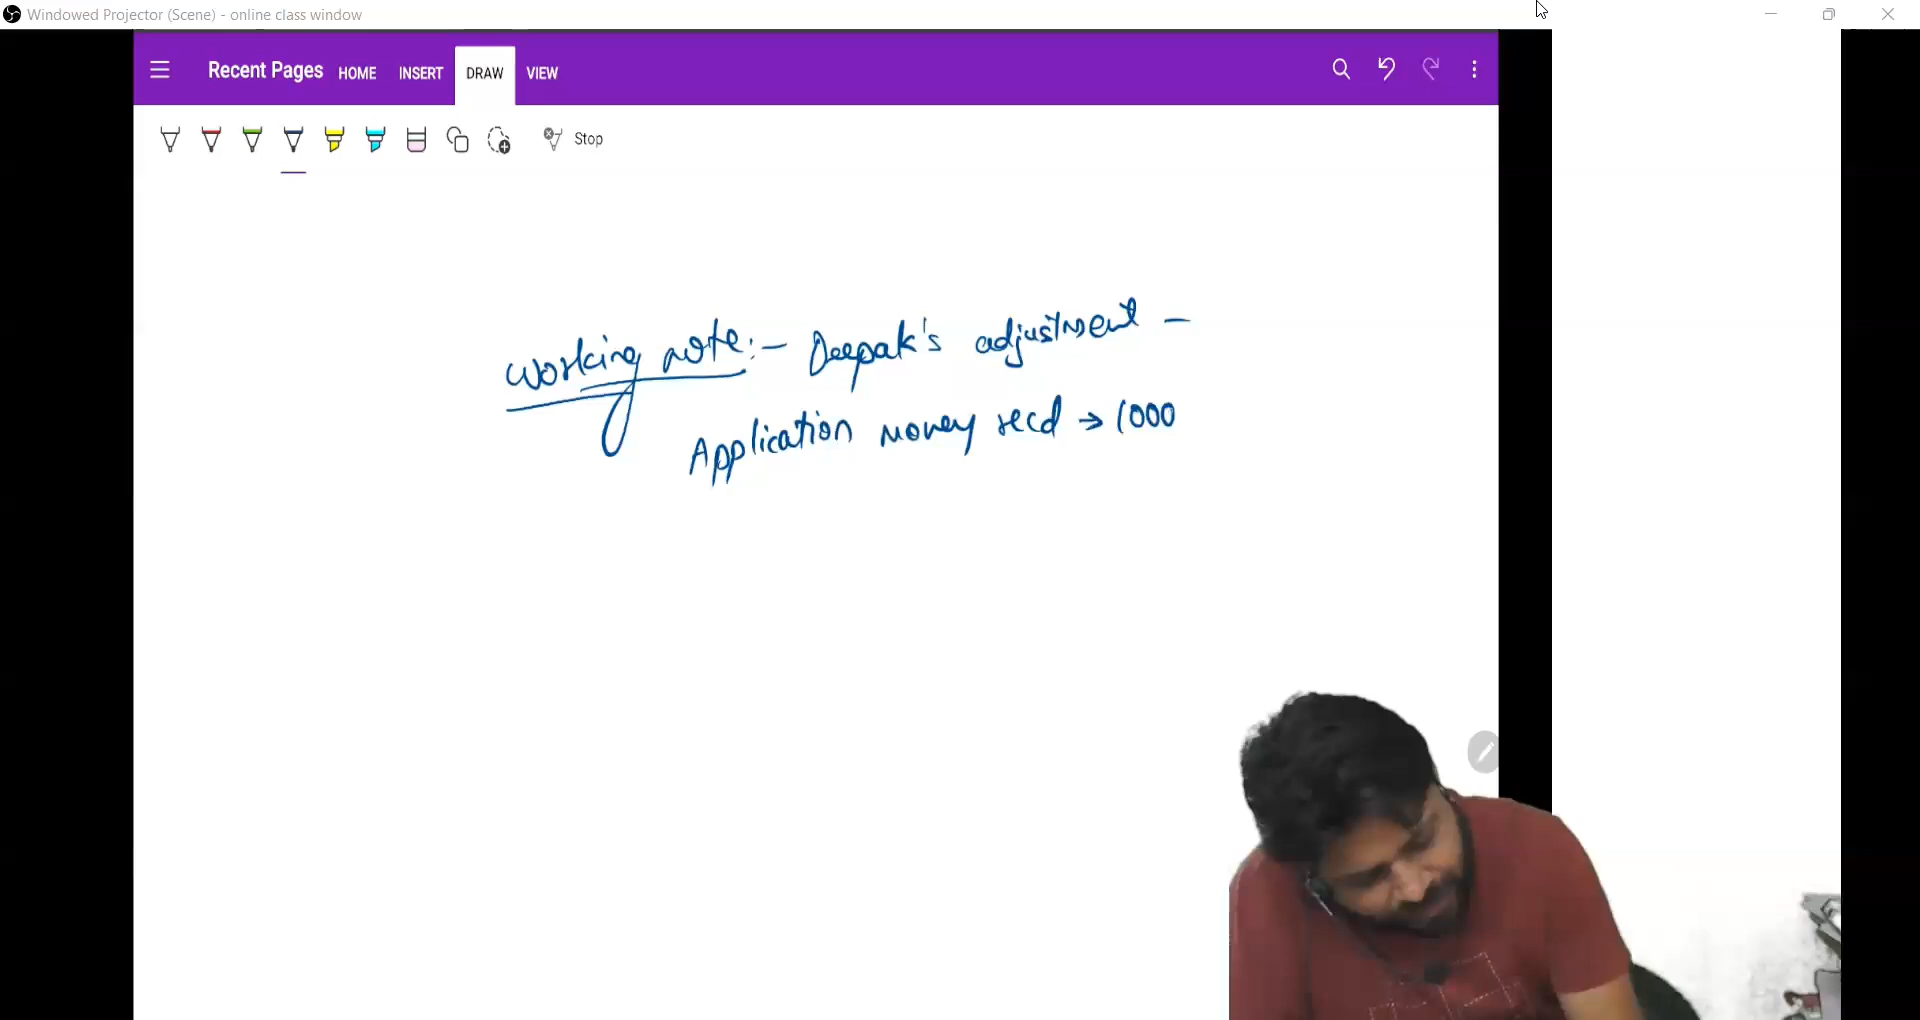 Windowed Projector (Scene) - online class window
Recent Pages HOME INSERT DRAW VIEW
Stop
Working note:- Deepak's adjustment -
Application money recd → 1000